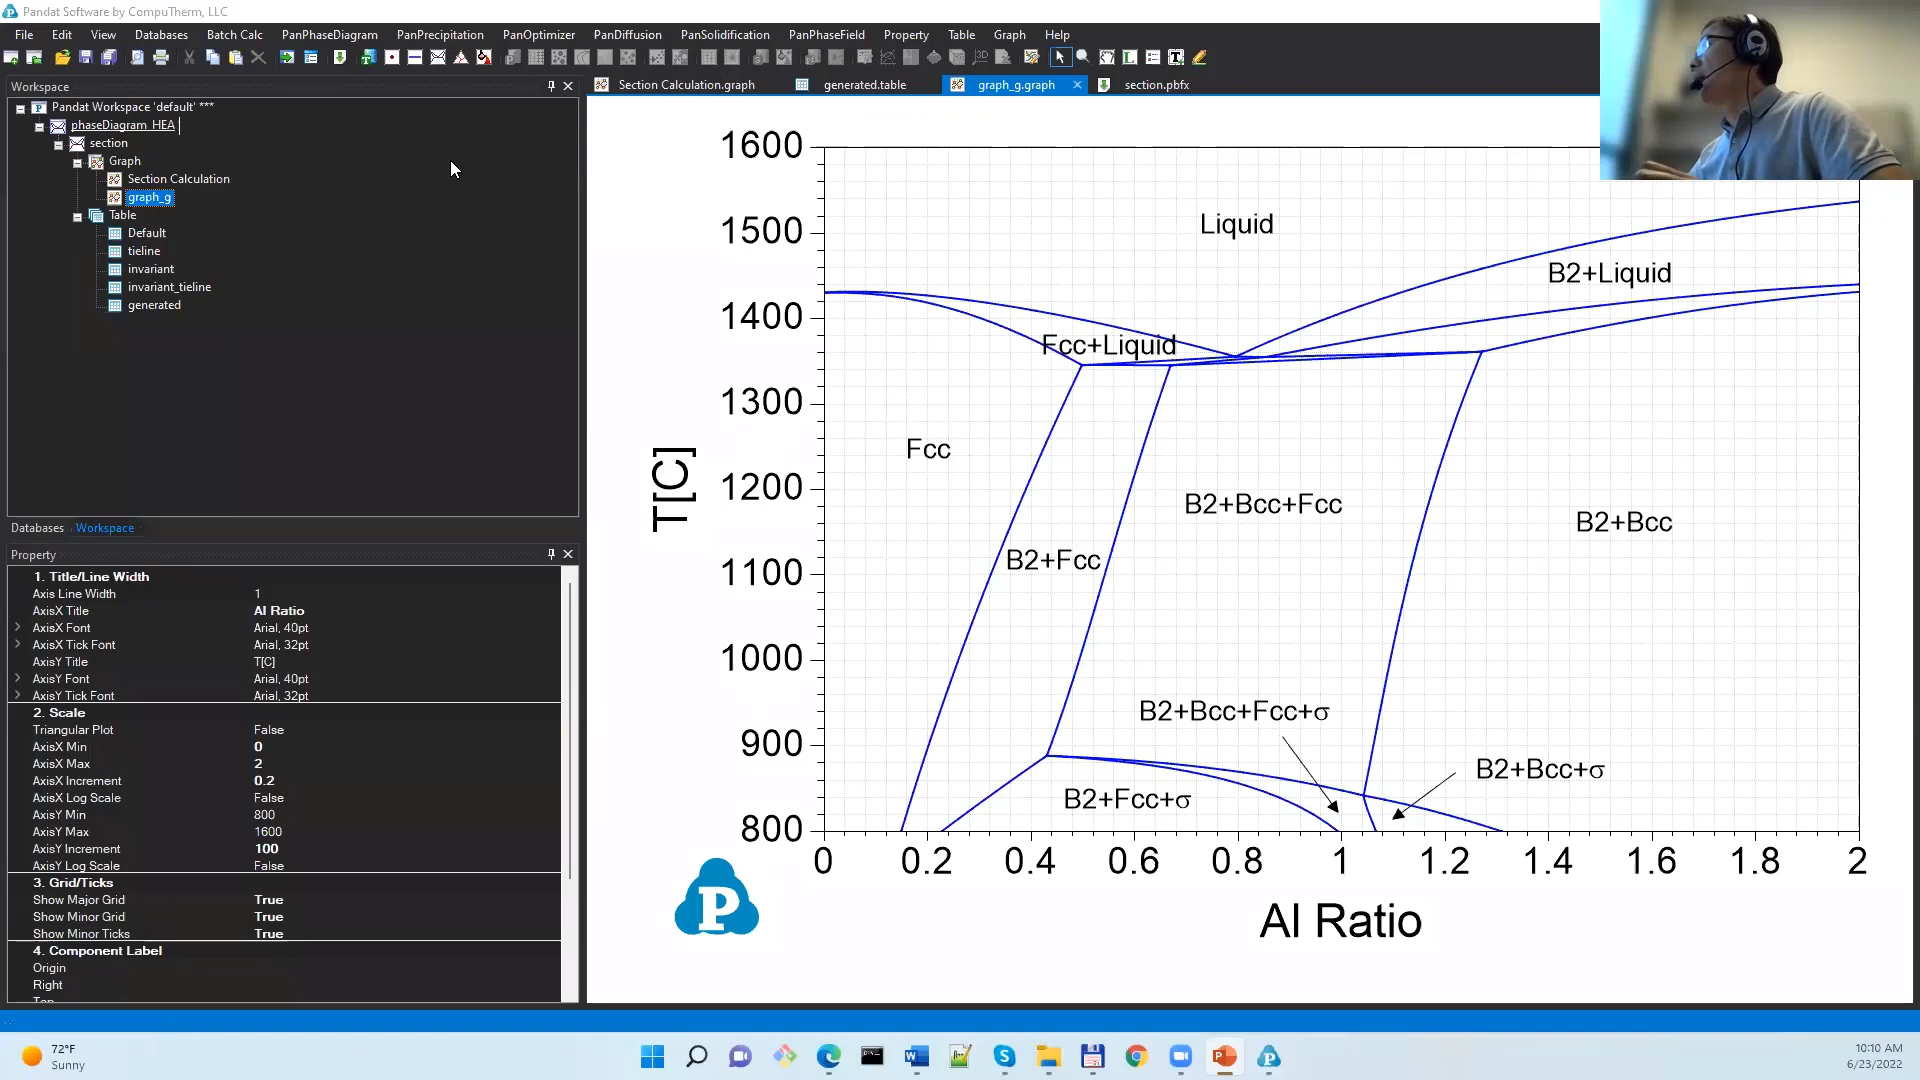 Pandat Software by CompuTherm, LLC
File Edit View Databases Batch Calc PanPhaseDiagram PanPrecipitation PanOptimizer PanDiffusion PanSolidification PanPhaseField Property Table Graph Help
Workspace
Section Calculation.graph generated.table graph_g.graph section.pbfx
Pandat Workspace 'default' ***
phaseDiagram_HEA
section
Graph
Section Calculation
graph_g
Table
Default
tieline
invariant
invariant_tieline
generated
Databases Workspace
Property
1. Title/Line Width
Axis Line Width 1
AxisX Title Al Ratio
AxisX Font Arial, 40pt
AxisX Tick Font Arial, 32pt
AxisY Title T[C]
AxisY Font Arial, 40pt
AxisY Tick Font Arial, 32pt
2. Scale
Triangular Plot False
AxisX Min 0
AxisX Max 2
AxisX Increment 0.2
AxisX Log Scale False
AxisY Min 800
AxisY Max 1600
AxisY Increment 100
AxisY Log Scale False
3. Grid/Ticks
Show Major Grid True
Show Minor Grid True
Show Minor Ticks True
4. Component Label
Origin
Right
Top
T[C]
1600
1500
1400
1300
1200
1100
1000
900
800
Liquid
B2+Liquid
Fcc+Liquid
Fcc
B2+Bcc+Fcc
B2+Bcc
B2+Fcc
B2+Bcc+Fcc+σ
B2+Bcc+σ
B2+Fcc+σ
0 0.2 0.4 0.6 0.8 1 1.2 1.4 1.6 1.8 2
Al Ratio
P
72°F
Sunny
10:10 AM
6/23/2022